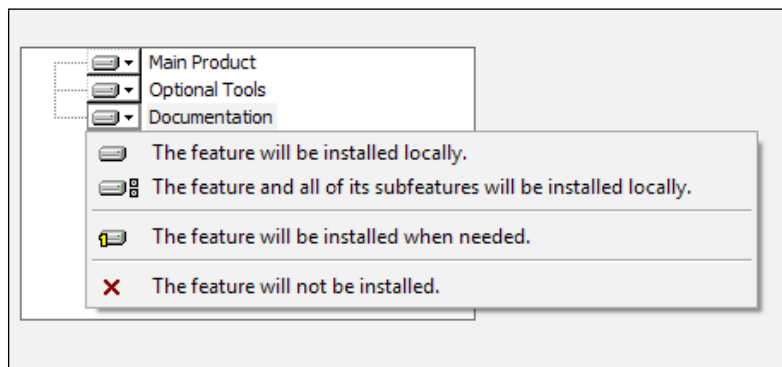 Main Product
Optional Tools
Documentation
The feature will be installed locally.
The feature and all of its subfeatures will be installed locally.
The feature will be installed when needed.
The feature will not be installed.